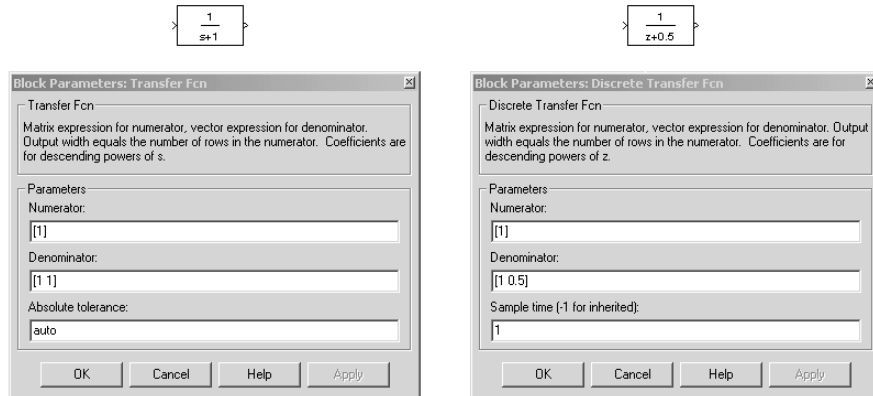 1
s+1
1
z+0.5
Block Parameters: Transfer Fcn
Transfer Fcn
Matrix expression for numerator, vector expression for denominator.
Output width equals the number of rows in the numerator. Coefficients are
for descending powers of s.
Parameters
Numerator:
[1]
Denominator:
[1 1]
Absolute tolerance:
auto
OK Cancel Help Apply
Block Parameters: Discrete Transfer Fcn
Discrete Transfer Fcn
Matrix expression for numerator, vector expression for denominator. Output
width equals the number of rows in the numerator. Coefficients are for
descending powers of z.
Parameters
Numerator:
[1]
Denominator:
[1 0.5]
Sample time (-1 for inherited):
1
OK Cancel Help Apply